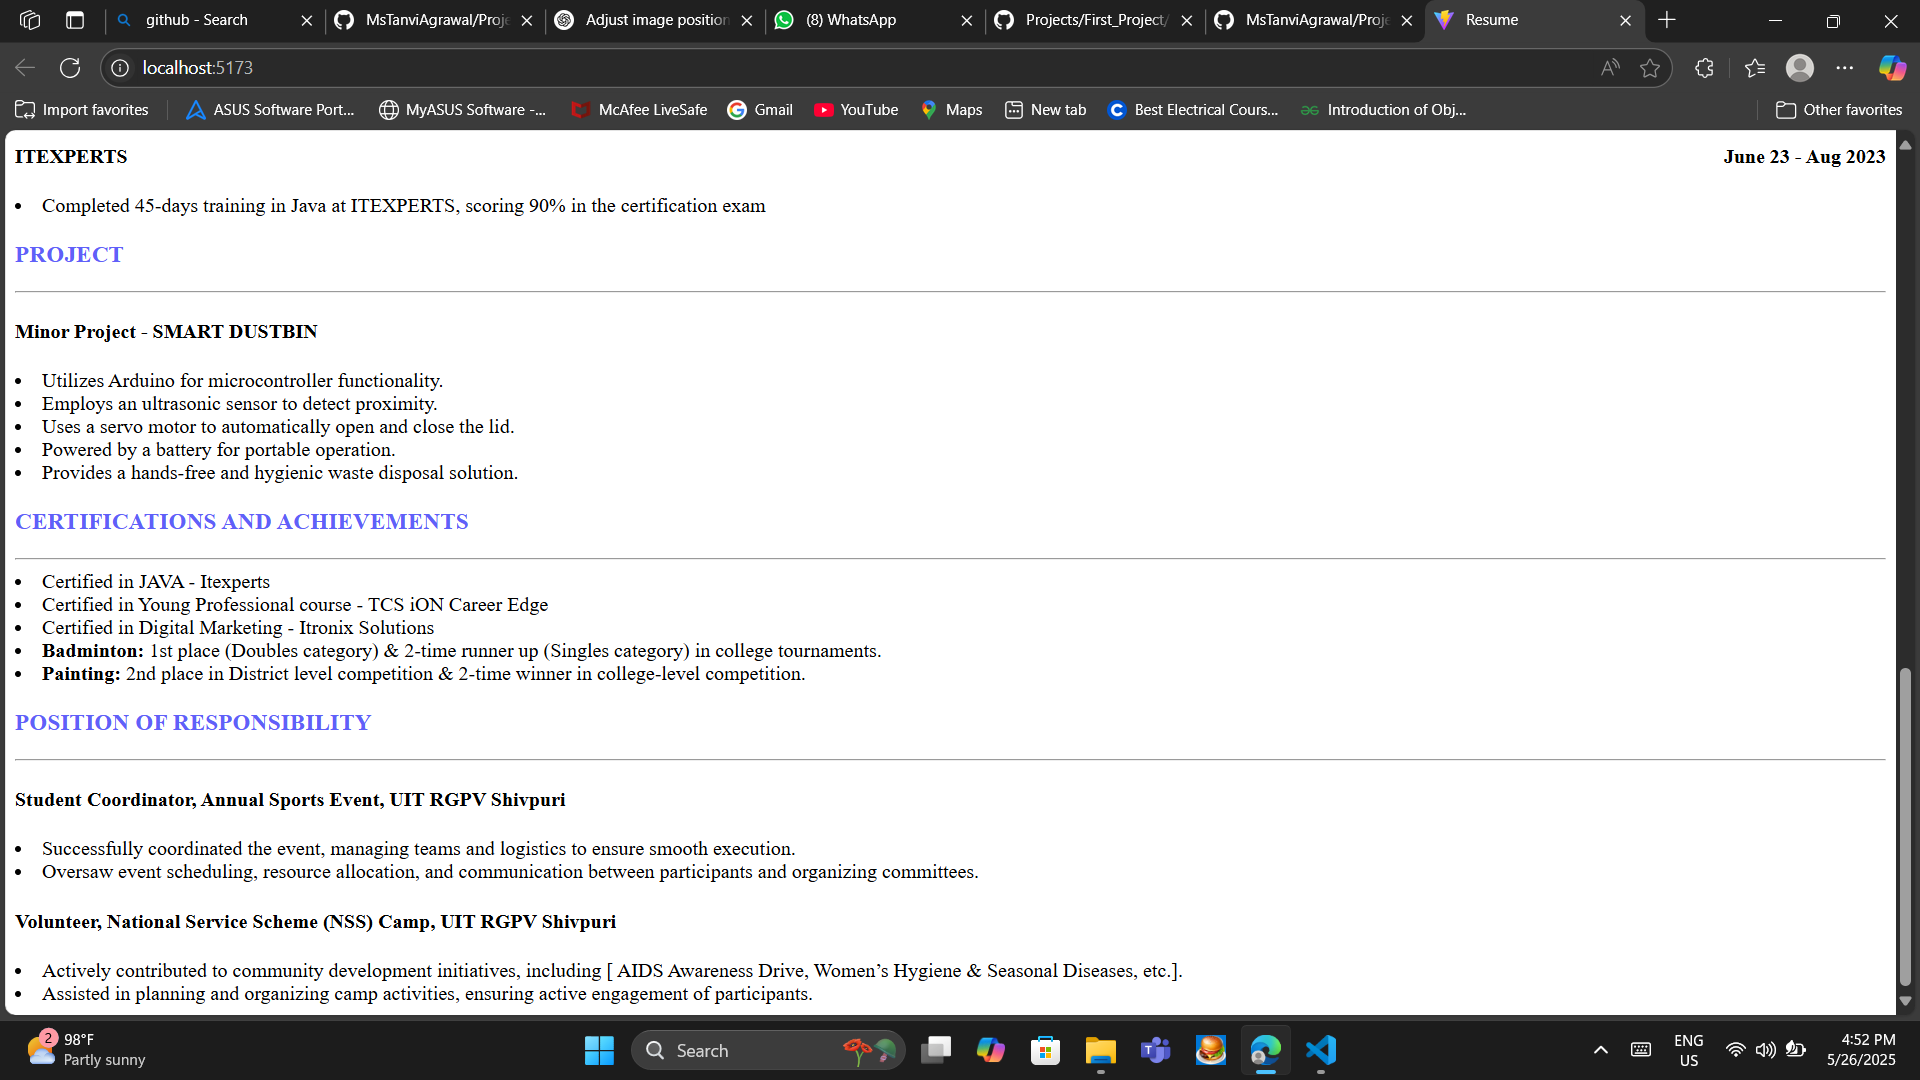 github - Search
MsTanviAgrawal/Proje
Adjust image position
(8) WhatsApp
Projects/First_Project/
MsTanviAgrawal/Proje
Resume
localhost:5173
Import favorites
ASUS Software Port...
MyASUS Software -...
McAfee LiveSafe
Gmail
YouTube
Maps
New tab
Best Electrical Cours...
Introduction of Obj...
Other favorites
ITEXPERTS June 23 - Aug 2023
• Completed 45-days training in Java at ITEXPERTS, scoring 90% in the certification exam
PROJECT
Minor Project - SMART DUSTBIN
• Utilizes Arduino for microcontroller functionality.
• Employs an ultrasonic sensor to detect proximity.
• Uses a servo motor to automatically open and close the lid.
• Powered by a battery for portable operation.
• Provides a hands-free and hygienic waste disposal solution.
CERTIFICATIONS AND ACHIEVEMENTS
• Certified in JAVA - Itexperts
• Certified in Young Professional course - TCS iON Career Edge
• Certified in Digital Marketing - Itronix Solutions
• Badminton: 1st place (Doubles category) & 2-time runner up (Singles category) in college tournaments.
• Painting: 2nd place in District level competition & 2-time winner in college-level competition.
POSITION OF RESPONSIBILITY
Student Coordinator, Annual Sports Event, UIT RGPV Shivpuri
• Successfully coordinated the event, managing teams and logistics to ensure smooth execution.
• Oversaw event scheduling, resource allocation, and communication between participants and organizing committees.
Volunteer, National Service Scheme (NSS) Camp, UIT RGPV Shivpuri
• Actively contributed to community development initiatives, including [ AIDS Awareness Drive, Women’s Hygiene & Seasonal Diseases, etc.].
• Assisted in planning and organizing camp activities, ensuring active engagement of participants.
2
98°F
Partly sunny
Search
ENG
US
4:52 PM
5/26/2025